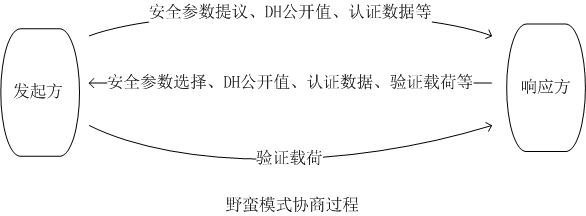 安全参数提议、DH公开值、认证数据等
发起方
安全参数选择、DH公开值、认证数据、验证载荷等
响应方
验证载荷
野蛮模式协商过程